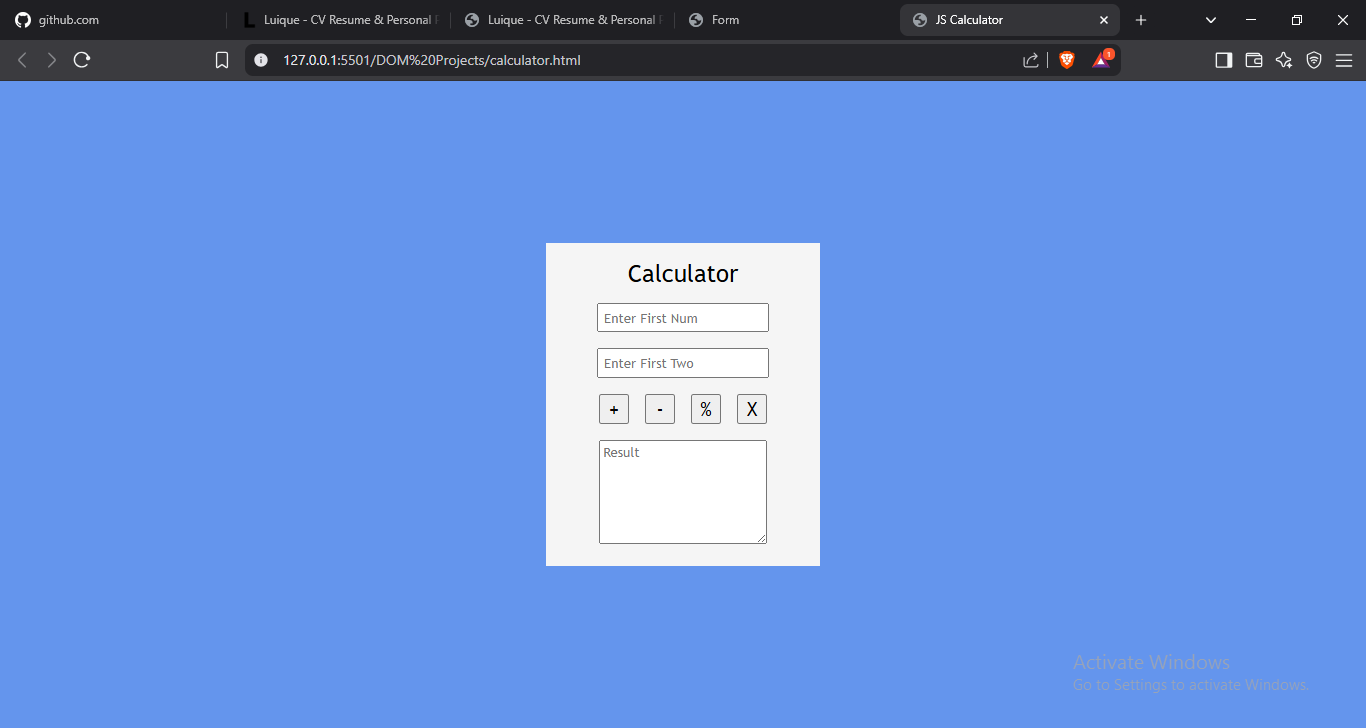 github.com
Luique - CV Resume & Personal
Luique - CV Resume & Personal
Form
JS Calculator
127.0.0.1:5501/DOM%20Projects/calculator.html
1
Calculator
Enter First Num
Enter First Two
+ - % X
Result
Activate Windows
Go to Settings to activate Windows.